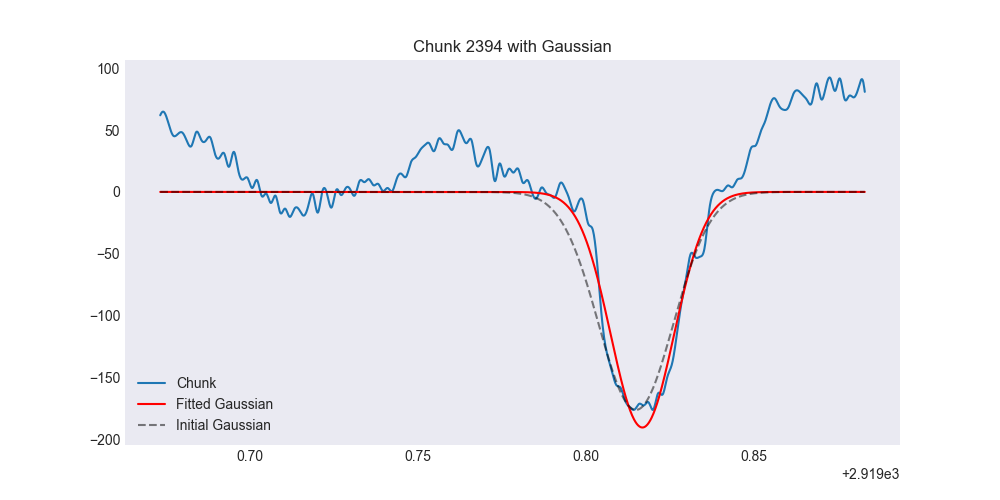 Chunk 2394 with Gaussian
100
50
0
−50
−100
−150
−200
Chunk
Fitted Gaussian
Initial Gaussian
0.70 0.75 0.80 0.85
+2.919e3